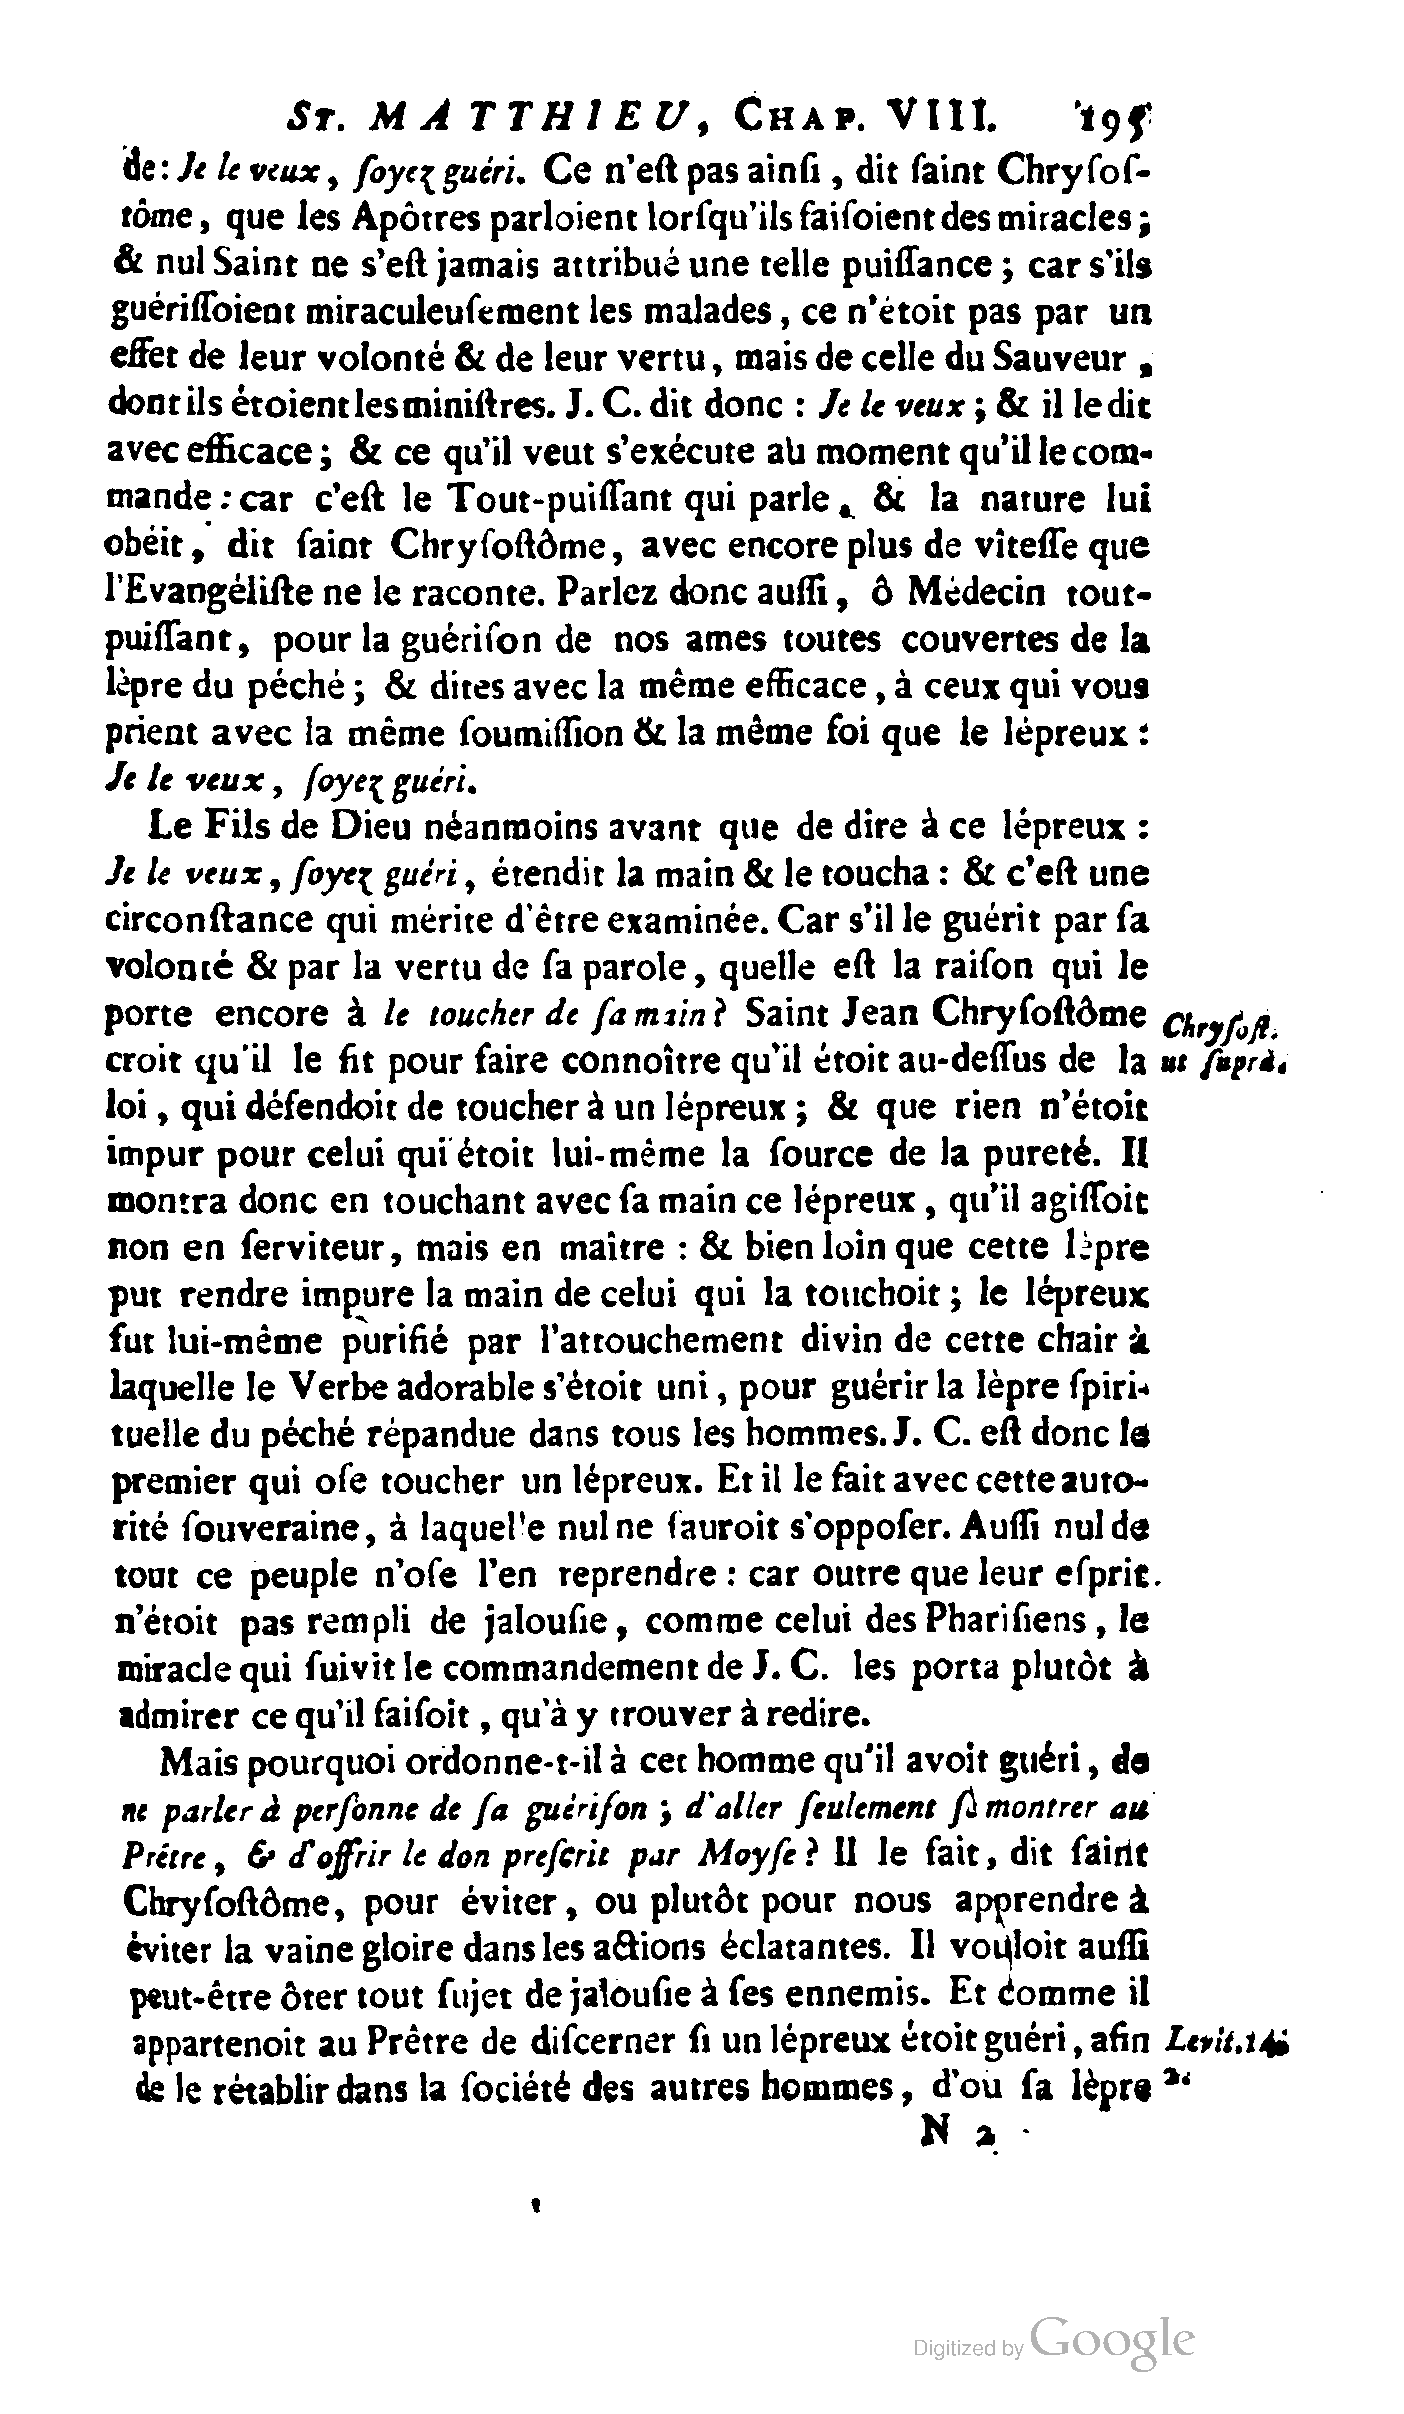 ST. MATTHIEU, CHAP. VIII. 195
de : Je le veux, ſoyez guéri. Ce n'eſt pas ainſi, dit ſaint Chryſoſ-
tôme, que les Apôtres parloient lorſqu'ils faiſoient des miracles;
& nul Saint ne s'eſt jamais attribué une telle puiſſance; car s'ils
guériſſoient miraculeuſement les malades, ce n'étoit pas par un
effet de leur volonté & de leur vertu, mais de celle du Sauveur,
dont ils étoient les miniſtres. J. C. dit donc : Je le veux; & il le dit
avec efficace; & ce qu'il veut s'exécute au moment qu'il le com-
mande : car c'eſt le Tout-puiſſant qui parle, & la nature lui
obéit, dit ſaint Chryſoſtôme, avec encore plus de vîteſſe que
l'Evangéliſte ne le raconte. Parlez donc auſſi, ô Médecin tout-
puiſſant, pour la guériſon de nos ames toutes couvertes de la
lèpre du péché; & dites avec la même efficace, à ceux qui vous
prient avec la même ſoumiſſion & la même foi que le lépreux :
Je le veux, ſoyez guéri.
Le Fils de Dieu néanmoins avant que de dire à ce lépreux :
Je le veux, ſoyez guéri, étendit la main & le toucha : & c'eſt une
circonſtance qui mérite d'être examinée. Car s'il le guérit par ſa
volonté & par la vertu de ſa parole, quelle eſt la raiſon qui le
porte encore à le toucher de ſa main? Saint Jean Chryſoſtôme
Chryſoſt.
croit qu'il le fit pour faire connoître qu'il étoit au-deſſus de la
ut ſuprà.
loi, qui défendoit de toucher à un lépreux; & que rien n'étoit
impur pour celui qui étoit lui-même la ſource de la pureté. Il
montra donc en touchant avec ſa main ce lépreux, qu'il agiſſoit
non en ſerviteur, mais en maître : & bien loin que cette lèpre
put rendre impure la main de celui qui la touchoit; le lépreux
fut lui-même purifié par l'attouchement divin de cette chair à
laquelle le Verbe adorable s'étoit uni, pour guérir la lèpre ſpiri-
tuelle du péché répandue dans tous les hommes. J. C. eſt donc le
premier qui oſe toucher un lépreux. Et il le fait avec cette auto-
rité ſouveraine, à laquelle nul ne ſauroit s'oppoſer. Auſſi nul de
tout ce peuple n'oſe l'en reprendre : car outre que leur eſprit
n'étoit pas rempli de jalouſie, comme celui des Phariſiens, le
miracle qui ſuivit le commandement de J. C. les porta plutôt à
admirer ce qu'il faiſoit, qu'à y trouver à redire.
Mais pourquoi ordonne-t-il à cet homme qu'il avoit guéri, de
ne parler à perſonne de ſa guériſon; d'aller ſeulement ſe montrer au
Prêtre, & d'offrir le don preſcrit par Moyſe? Il le fait, dit ſaint
Chryſoſtôme, pour éviter, ou plutôt pour nous apprendre à
éviter la vaine gloire dans les actions éclatantes. Il vouloit auſſi
peut-être ôter tout ſujet de jalouſie à ſes ennemis. Et comme il
appartenoit au Prêtre de diſcerner ſi un lépreux étoit guéri, afin
Levit. 14.
de le rétablir dans la ſociété des autres hommes, d'où ſa lèpre
2.
N 2
Digitized by Google